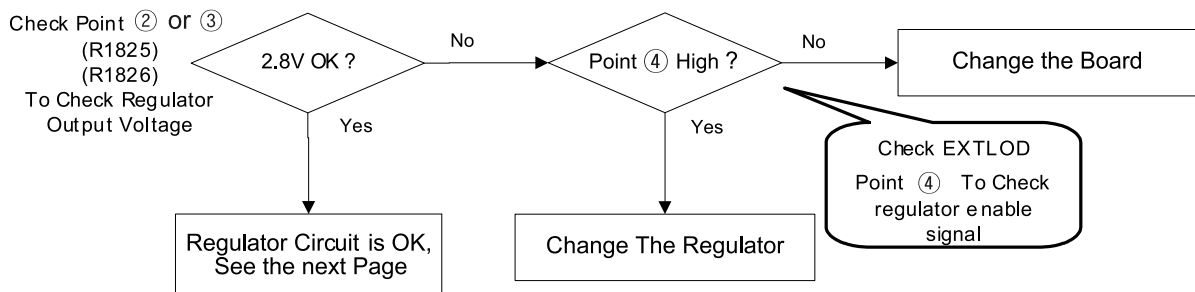 Check Point ② or ③
(R1825)
(R1826)
To Check Regulator
Output Voltage
2.8V OK ?
No
Point ④ High ?
No
Change the Board
Yes
Yes
Check EXTLOD
Point ④ To Check
regulator enable
signal
Regulator Circuit is OK,
See the next Page
Change The Regulator